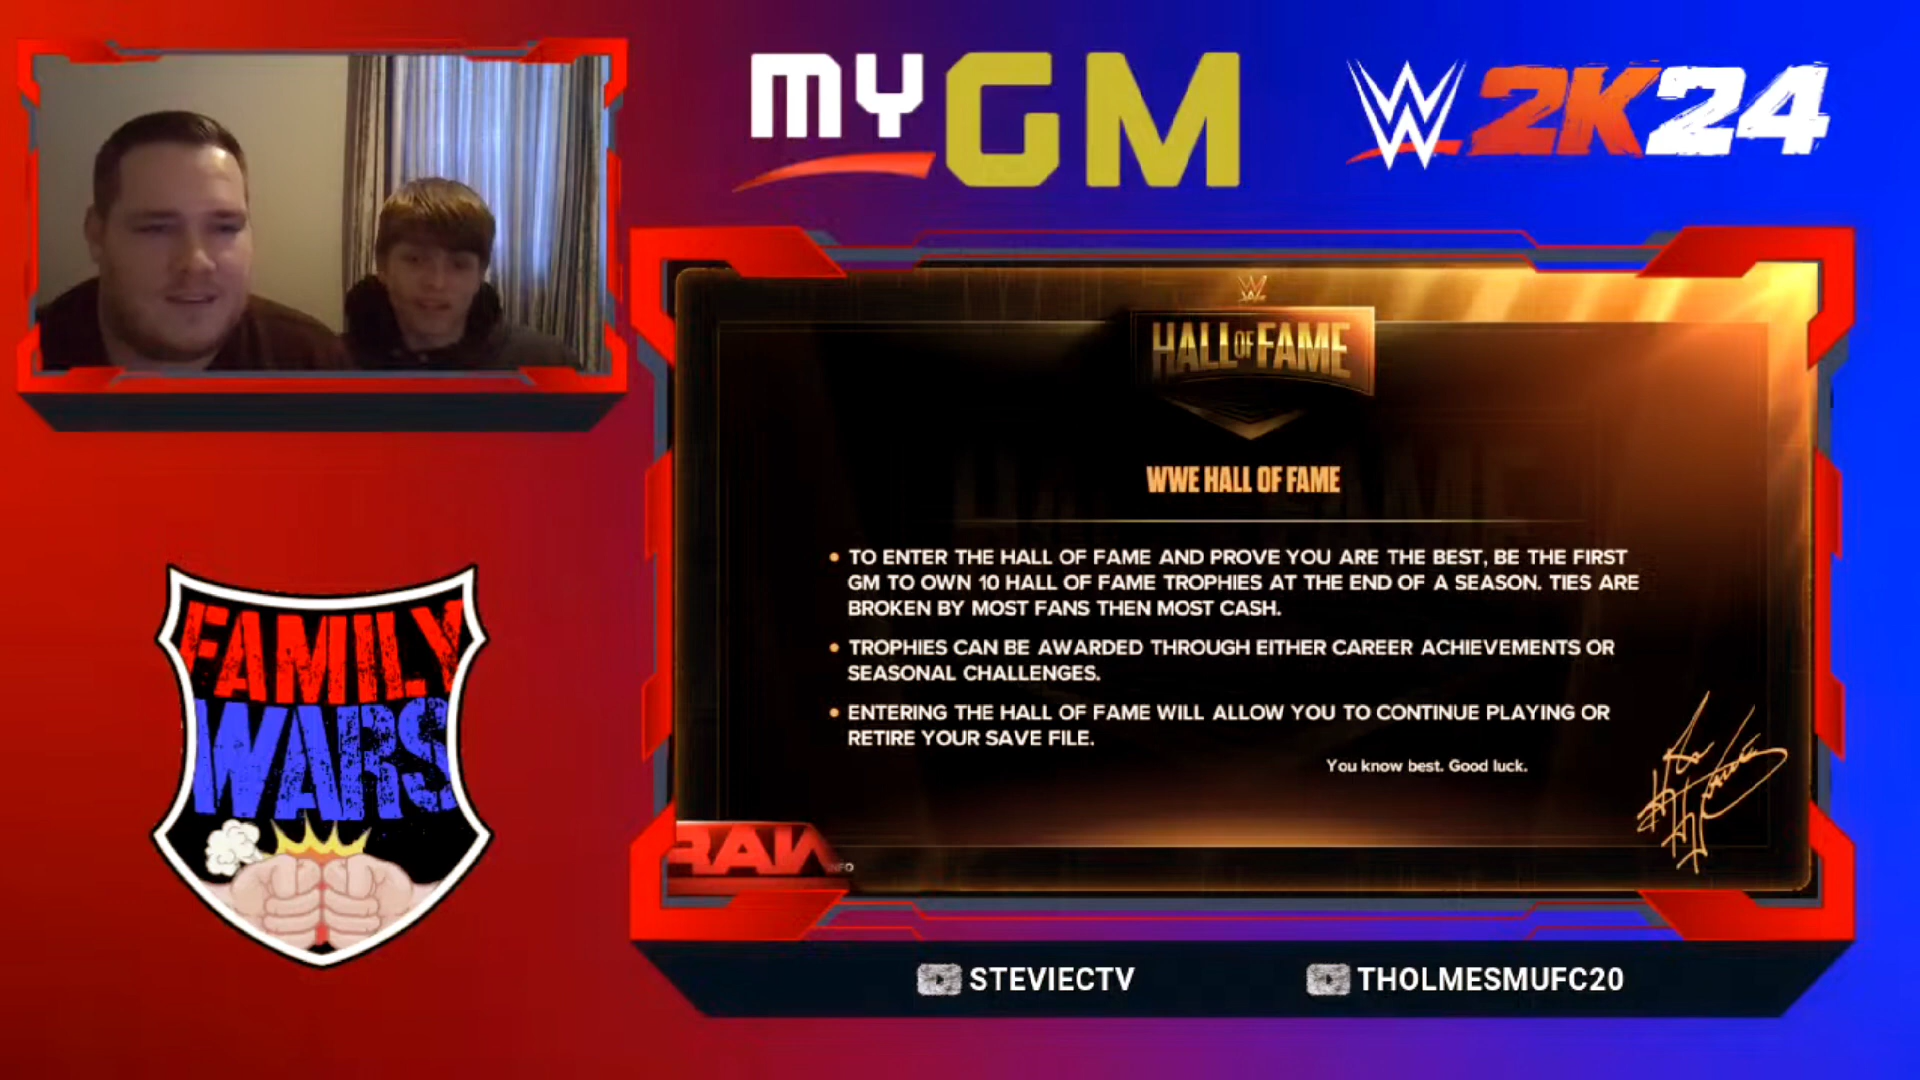 MY GM
W 2K24
HALL OF FAME
WWE HALL OF FAME
• TO ENTER THE HALL OF FAME AND PROVE YOU ARE THE BEST, BE THE FIRST
GM TO OWN 10 HALL OF FAME TROPHIES AT THE END OF A SEASON. TIES ARE
BROKEN BY MOST FANS THEN MOST CASH.
• TROPHIES CAN BE AWARDED THROUGH EITHER CAREER ACHIEVEMENTS OR
SEASONAL CHALLENGES.
• ENTERING THE HALL OF FAME WILL ALLOW YOU TO CONTINUE PLAYING OR
RETIRE YOUR SAVE FILE.
You know best. Good luck.
RAW
INFO
FAMILY
WARS
STEVIECTV
THOLMESMUFC20